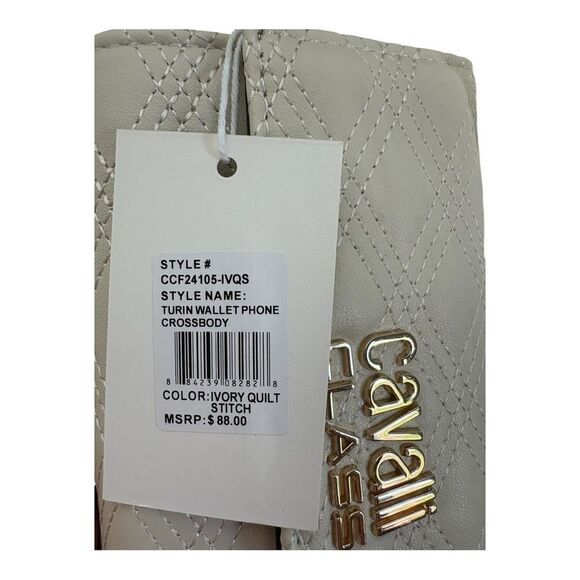 STYLE #
CCF24105-IVQS
STYLE NAME:
TURIN WALLET PHONE
CROSSBODY
8 84239 08282 8
COLOR:IVORY QUILT
STITCH
MSRP:$ 88.00
cavalli
CLASS